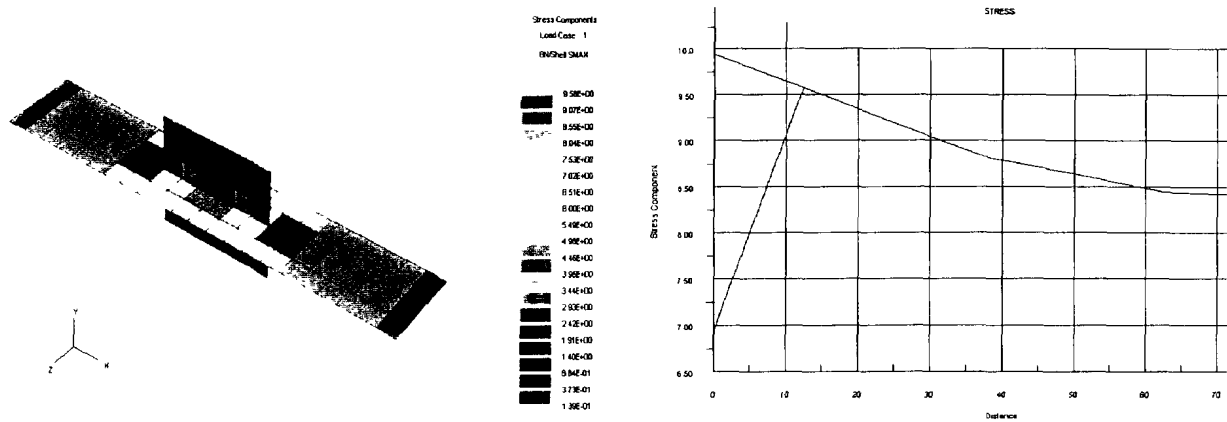 Stress Components
Load Case 1
BN/Shell SMAX
9.58E+00
9.07E+00
8.55E+00
8.04E+00
7.53E+00
7.02E+00
6.51E+00
6.00E+00
5.49E+00
4.98E+00
4.46E+00
3.95E+00
3.44E+00
2.93E+00
2.42E+00
1.91E+00
1.40E+00
8.84E-01
3.73E-01
1.39E-01
Y
Z
X
STRESS
10.0
9.50
9.00
8.50
8.00
7.50
7.00
6.50
Stress Component
0 10 20 30 40 50 60 70
Distance